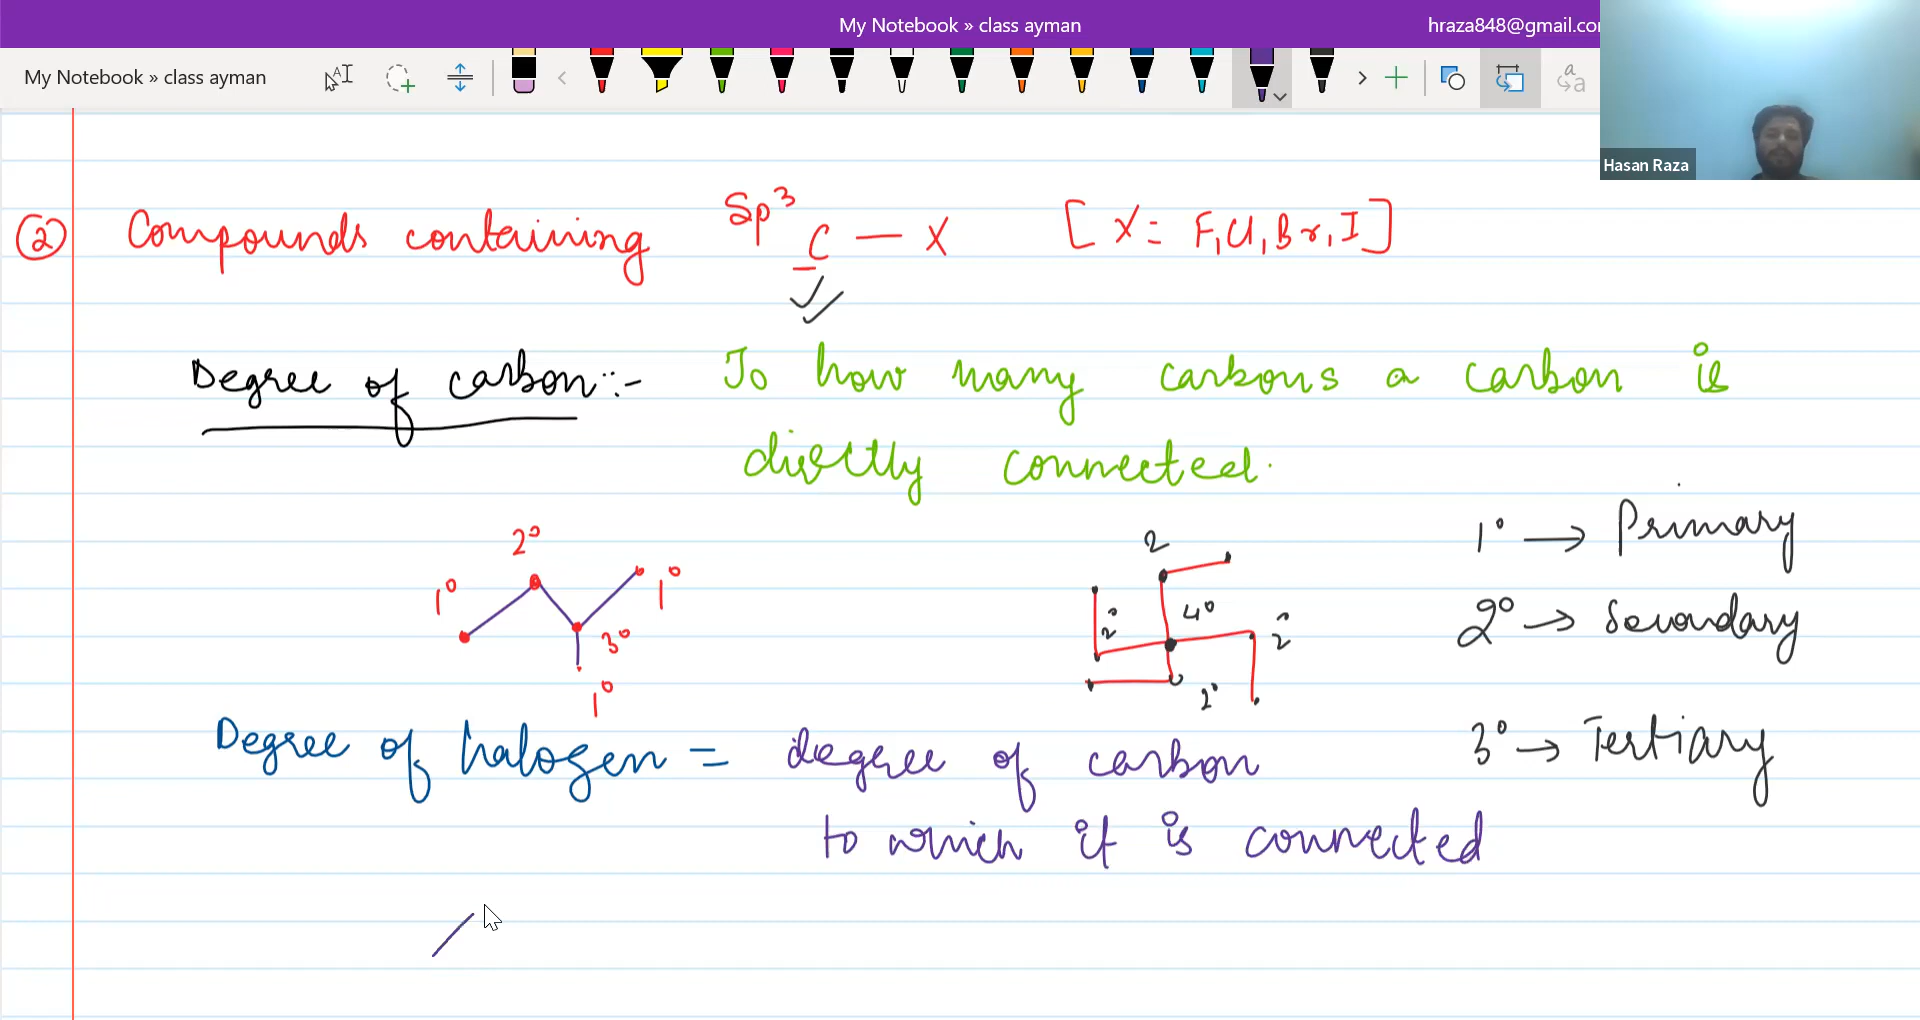 My Notebook » class ayman
hraza848@gmail.co
My Notebook » class ayman
Hasan Raza
② Compounds containing sp³ C — X [X = F, Cl, Br, I]
Degree of carbon :- To how many carbons a carbon is
directly connected.
2° 1° 1° 3° 1°
2 4° 2° 2° 2°
1° → Primary
2° → Secondary
3° → Tertiary
Degree of halogen = degree of carbon
to which it is connected